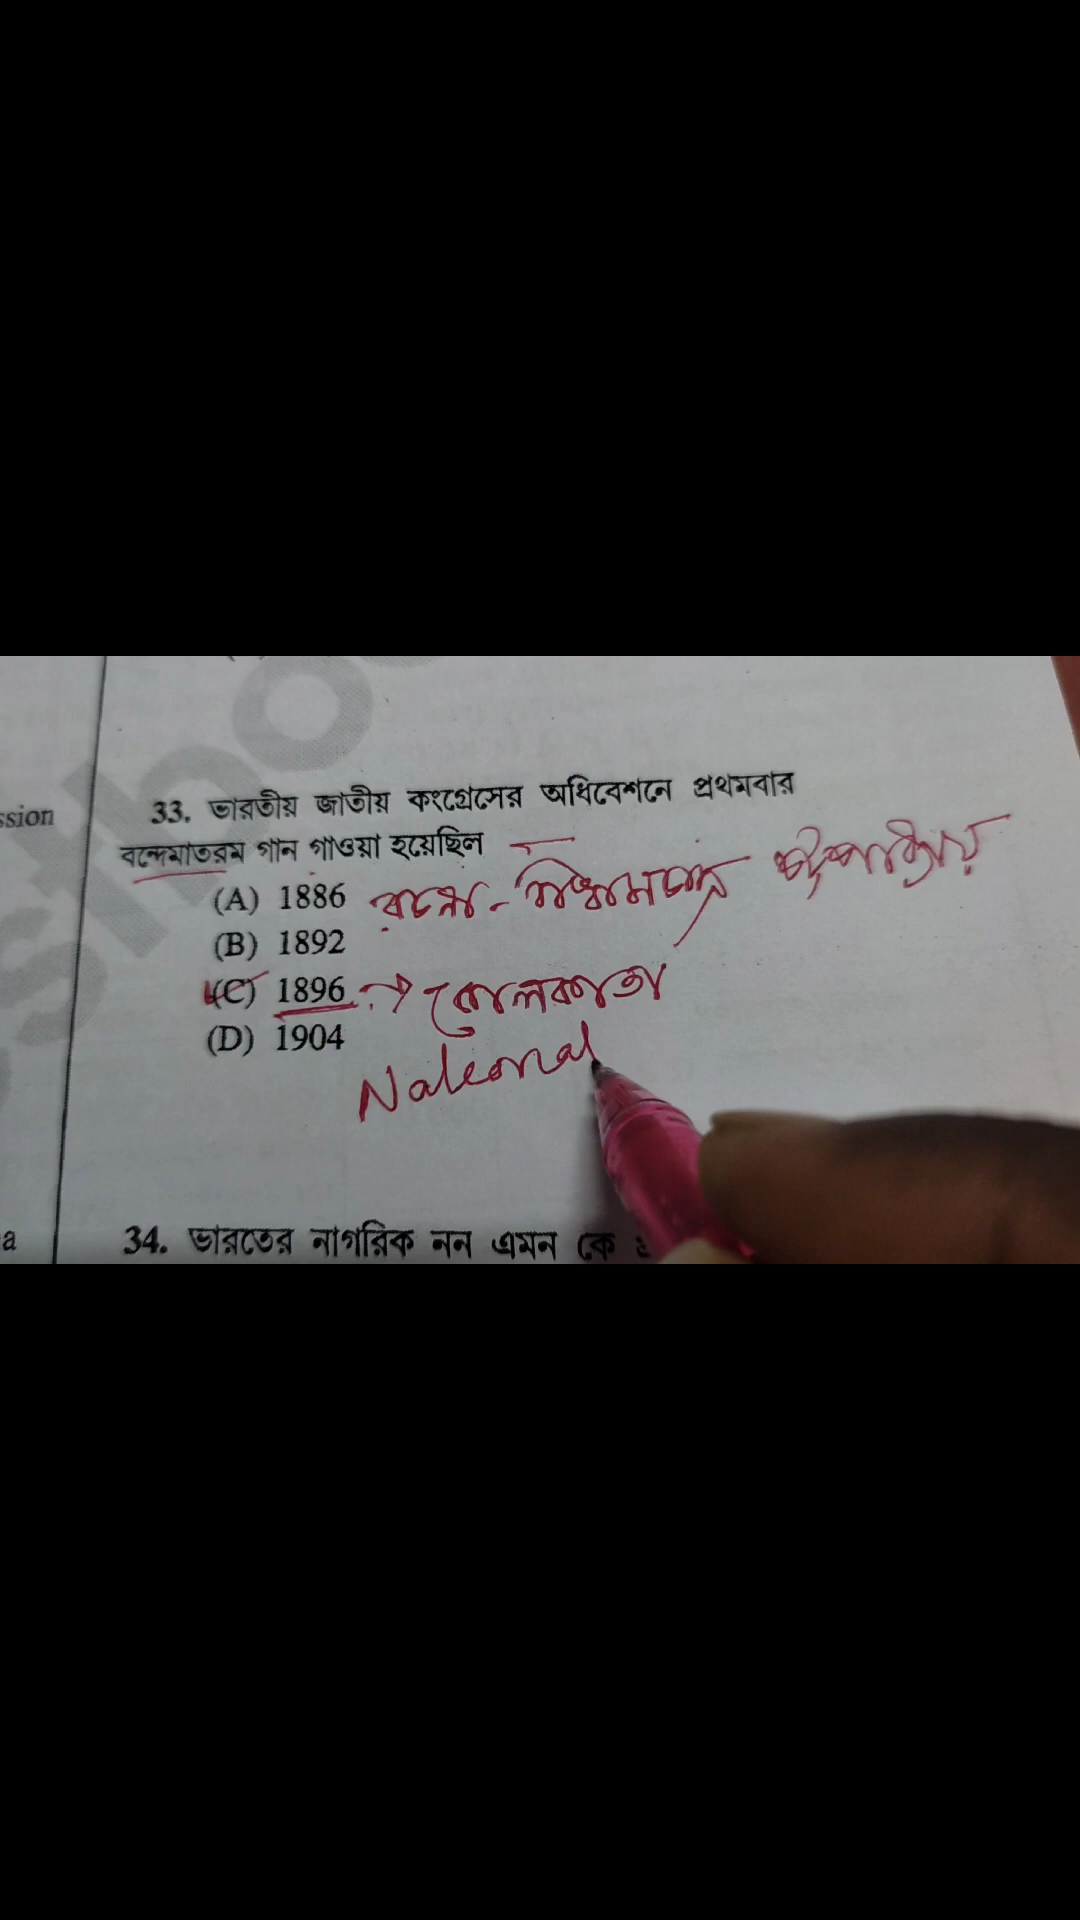 ssion
33. ভারতীয় জাতীয় কংগ্রেসের অধিবেশনে প্রথমবার
বন্দেমাতরম গান গাওয়া হয়েছিল
(A) 1886 বঙ্কিমচন্দ্র চট্টোপাধ্যায়
(B) 1892
(C) 1896 → কোলকাতা
(D) 1904
National
a
34. ভারতের নাগরিক নন এমন কে